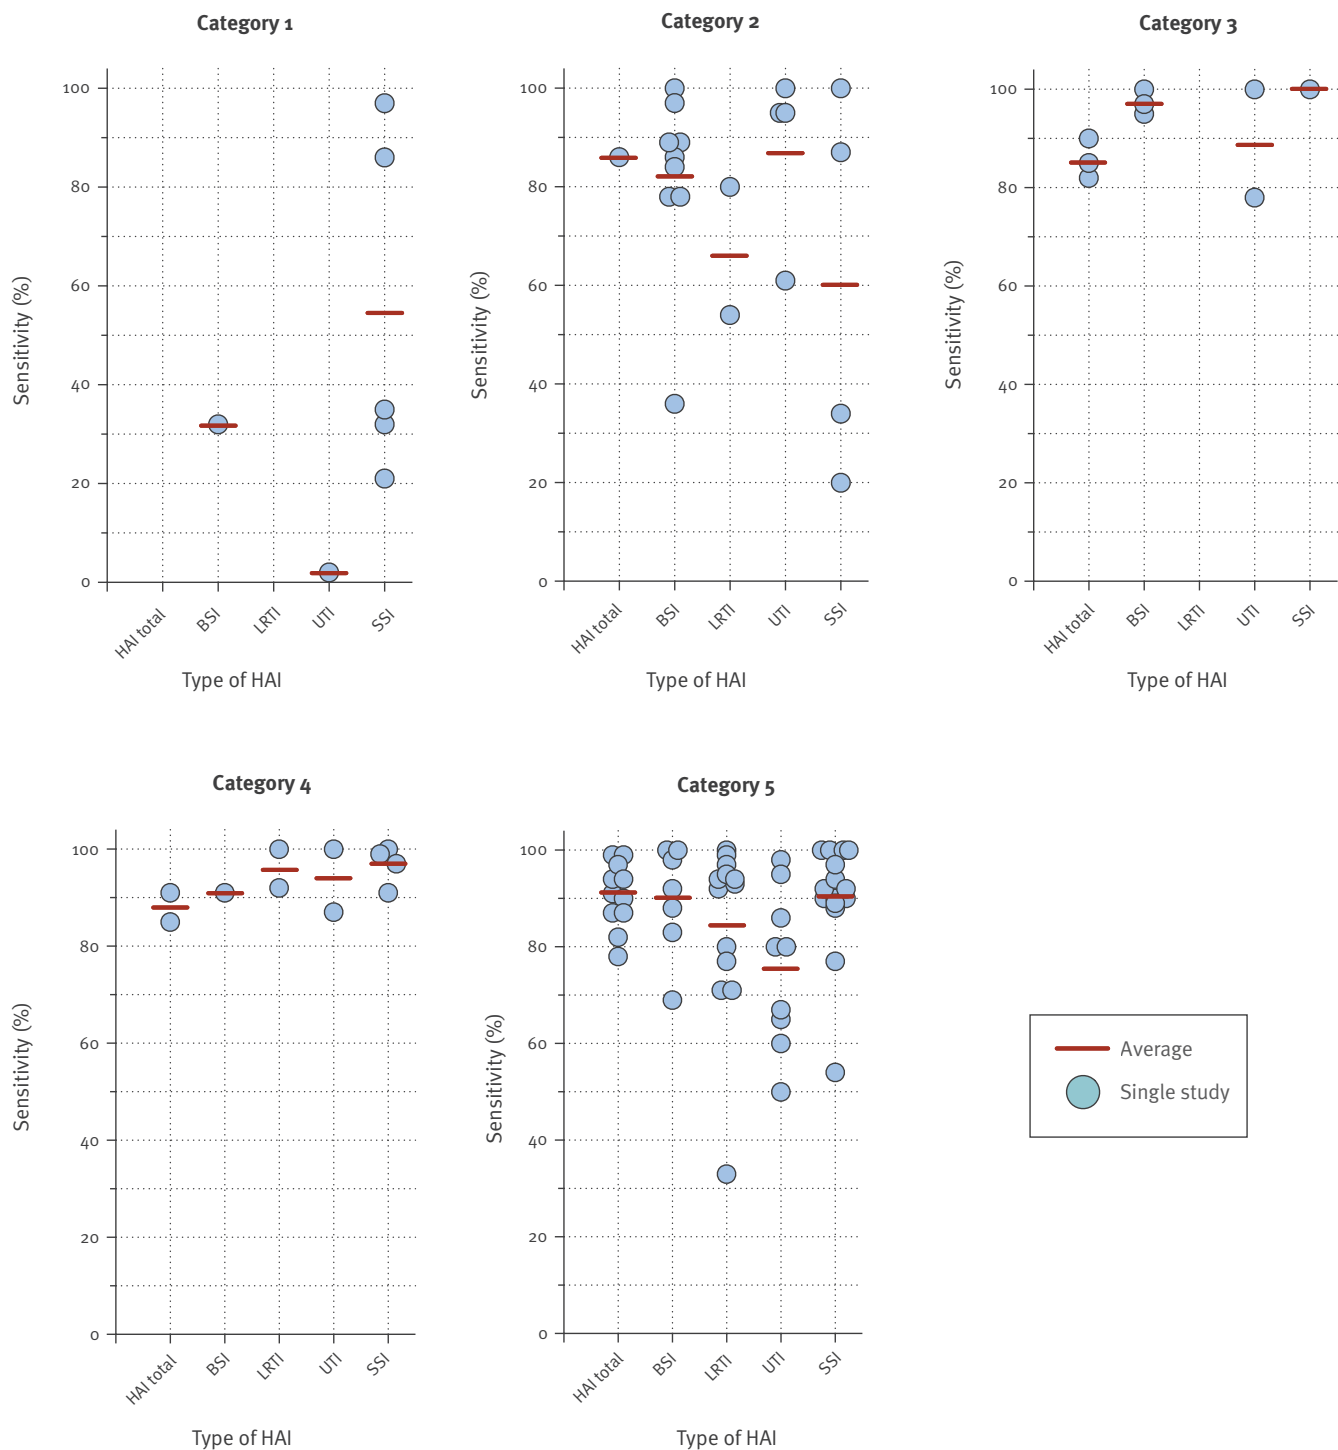 Category 1
Sensitivity (%)
100
80
60
40
20
0
HAI total
BSI
LRTI
UTI
SSI
Type of HAI
Category 2
Sensitivity (%)
100
80
60
40
20
0
HAI total
BSI
LRTI
UTI
SSI
Type of HAI
Category 3
Sensitivity (%)
100
80
60
40
20
0
HAI total
BSI
LRTI
UTI
SSI
Type of HAI
Category 4
Sensitivity (%)
100
80
60
40
20
0
HAI total
BSI
LRTI
UTI
SSI
Type of HAI
Category 5
Sensitivity (%)
100
80
60
40
20
0
HAI total
BSI
LRTI
UTI
SSI
Type of HAI
Average
Single study